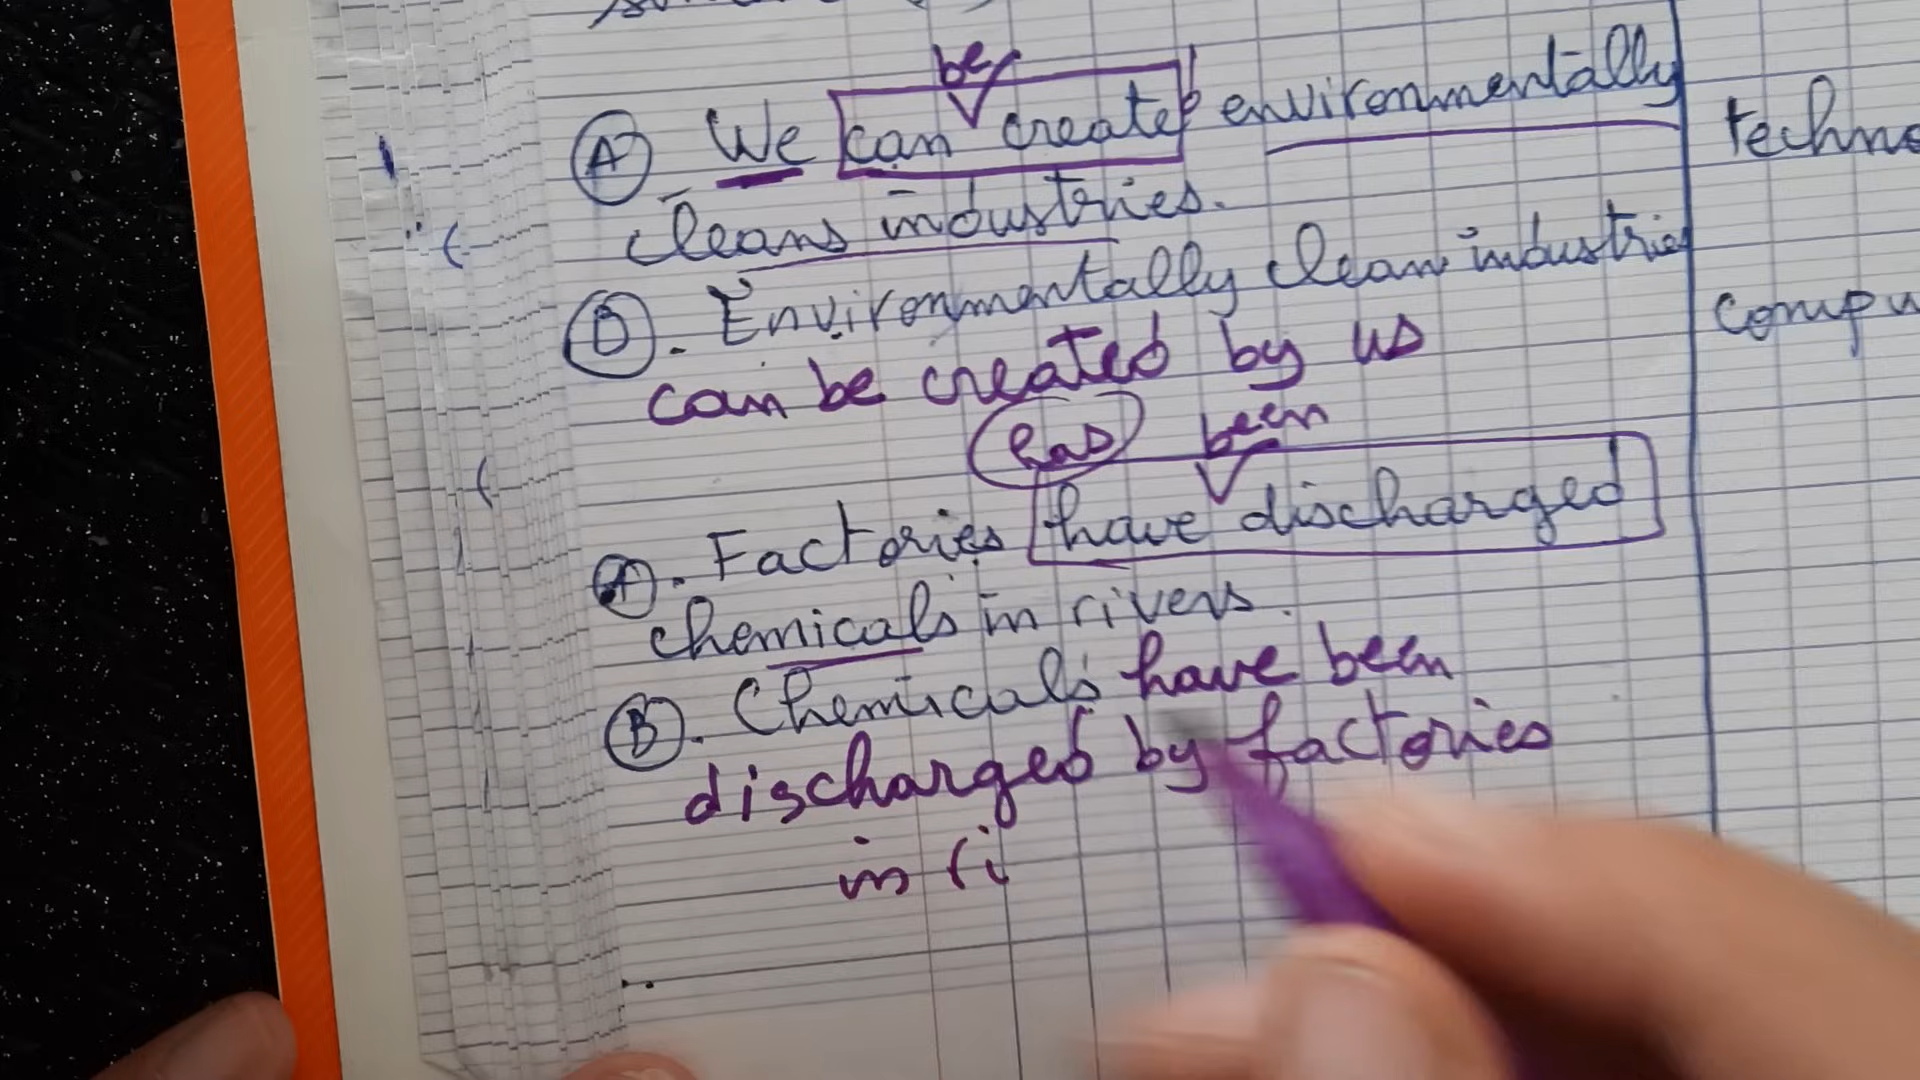 be
Ⓐ We can create environmentally
cleans industries.
Ⓑ. Environmentally clean industries
can be created by us
has been
Ⓐ. Factories have discharged
chemicals in rivers.
Ⓑ. Chemicals have been
discharged by factories
in ri
techno
compu